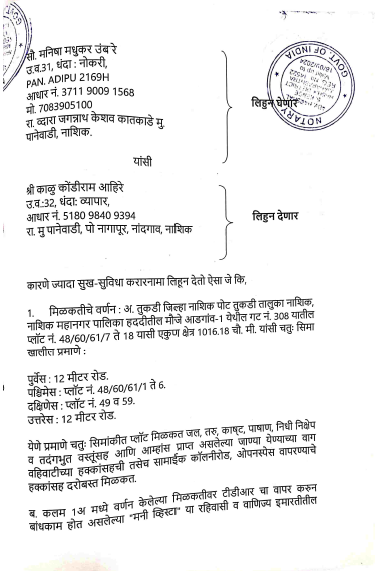 सौ. मनिषा मधुकर उंबरे
उ.व.31, धंदा : नोकरी,
PAN. ADIPU 2169H
आधार नं. 3711 9009 1568
मो. 7083905100
रा. व्दारा जगन्नाथ केशव कातकाडे मु.
पानेवाडी, नाशिक.
लिहुन घेणार
यांसी
श्री काळु कोंडीराम आहिरे
उ.व.:32, धंदा: व्यापार,
आधार नं. 5180 9840 9394
रा. मु पानेवाडी, पो नागापूर, नांदगाव, नाशिक
लिहुन देणार
कारणे ज्यादा सुख-सुविधा करारनामा लिहून देतो ऐसा जे कि,
1. मिळकतीचे वर्णन : अ. तुकडी जिल्हा नाशिक पोट तुकडी तालुका नाशिक,
नाशिक महानगर पालिका हददीतील मौजे आडगांव-1 येथील गट नं. 308 यातील
प्लॉट नं. 48/60/61/7 ते 18 यासी एकुण क्षेत्र 1016.18 चौ. मी. यांसी चतुः सिमा
खालील प्रमाणे :
पुर्वेस : 12 मीटर रोड.
पश्चिमेस : प्लॉट नं. 48/60/61/1 ते 6.
दक्षिणेस : प्लॉट नं. 49 व 59.
उत्तरेस : 12 मीटर रोड.
येणे प्रमाणे चतुः सिमांकीत प्लॉट मिळकत जल, तरु, काष्ट, पाषाण, निधी निक्षेप
व तदंगभुत वस्तूंसह आणि आम्हांस प्राप्त असलेल्या जाण्या येण्याच्या वाग
वहिवाटीच्या हक्कांसहची तसेच सामाईक कॉलनीरोड, ओपनस्पेस वापरण्याचे
हक्कांसह दरोबस्त मिळकत.
ब. कलम 1अ मध्ये वर्णन केलेल्या मिळकतीवर टीडीआर चा वापर करुन
बांधकाम होत असलेल्या "मनी व्हिस्टा" या रहिवासी व वाणिज्य इमारतीतील
NOTARY
GOVT OF INDIA